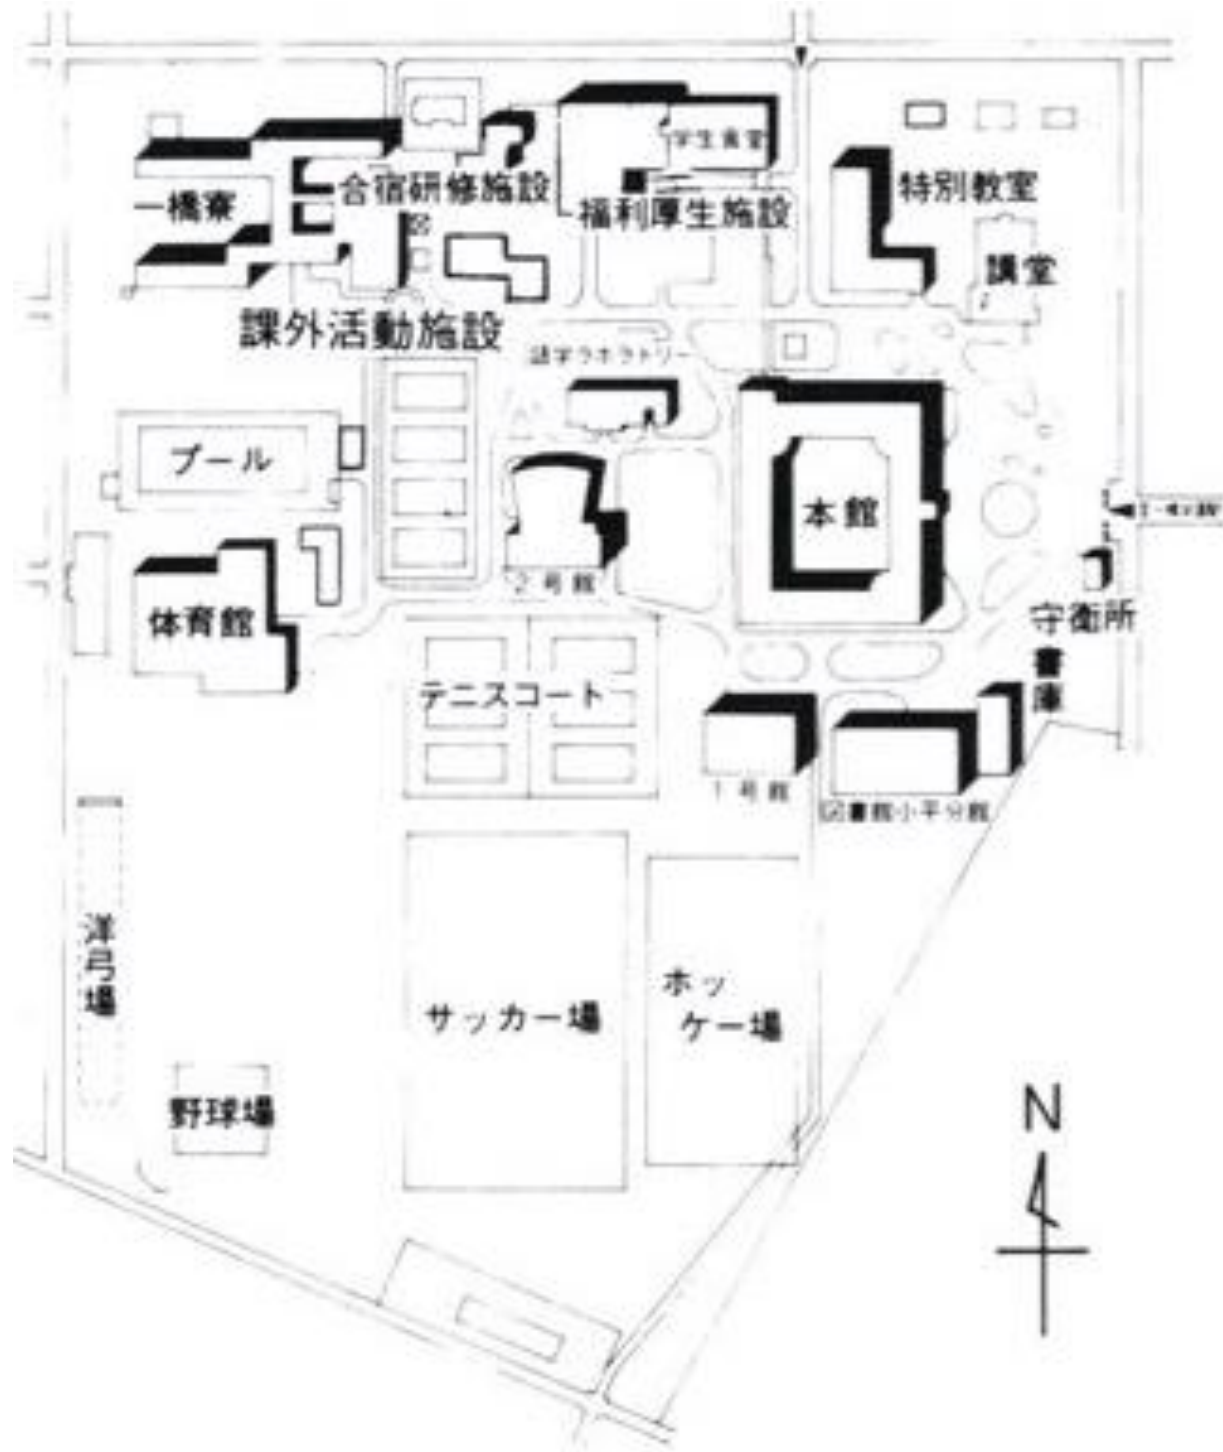 学生食堂
合宿研修施設
特別教室
一橋寮
福利厚生施設
講堂
課外活動施設
語学ラボラトリー
プール
本館
2号館
体育館
守衛所
書庫
テニスコート
1号館
図書館小平分館
洋弓場
サッカー場
ホッ
ケー場
野球場
N